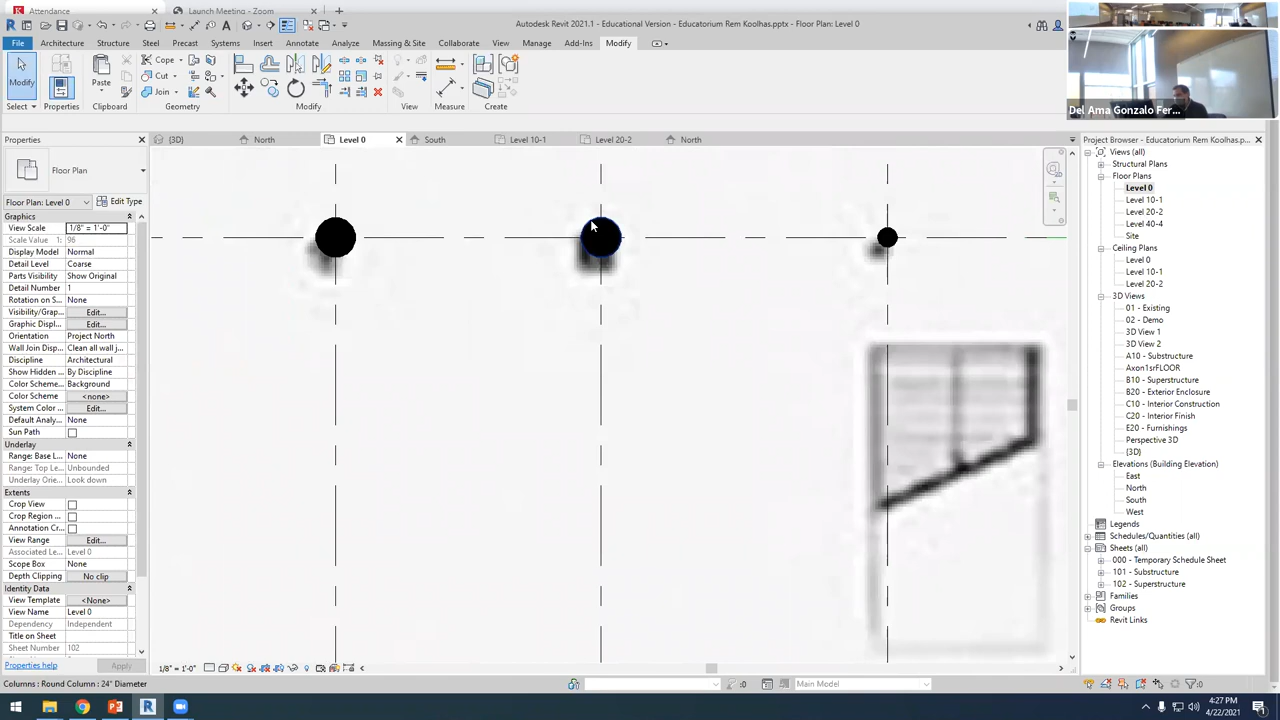 Attendance
Launch Meeting - Zoom
Autodesk Revit 2021.1 - Educational Version - Educatorium Rem Koolhas.pptx - Floor Plan: Level 0
File Architecture Structure Steel Precast Systems Insert Annotate Analyze Massing & Site Collaborate View Manage Add-Ins Modify
Cope
Cut
Join
Modify Properties Paste
Select Properties Clipboard Geometry Modify View Measure Create
Del Ama Gonzalo Fer...
Properties
{3D} North Level 0 South Level 10-1 Level 20-2 North
Project Browser - Educatorium Rem Koolhas.p...
Floor Plan
Floor Plan: Level 0 Edit Type
Graphics
View Scale 1/8" = 1'-0"
Scale Value 1: 96
Display Model Normal
Detail Level Coarse
Parts Visibility Show Original
Detail Number 1
Rotation on S... None
Visibility/Grap... Edit...
Graphic Displ... Edit...
Orientation Project North
Wall Join Displ... Clean all wall j...
Discipline Architectural
Show Hidden ... By Discipline
Color Scheme... Background
Color Scheme <none>
System Color ... Edit...
Default Analy... None
Sun Path
Underlay
Range: Base L... None
Range: Top Le... Unbounded
Underlay Orie... Look down
Extents
Crop View
Crop Region ...
Annotation Cr...
View Range Edit...
Associated Le... Level 0
Scope Box None
Depth Clipping No clip
Identity Data
View Template <None>
View Name Level 0
Dependency Independent
Title on Sheet
Sheet Number 102
Properties help Apply
Views (all)
Structural Plans
Floor Plans
Level 0
Level 10-1
Level 20-2
Level 40-4
Site
Ceiling Plans
Level 0
Level 10-1
Level 20-2
3D Views
01 - Existing
02 - Demo
3D View 1
3D View 2
A10 - Substructure
Axon1srFLOOR
B10 - Superstructure
B20 - Exterior Enclosure
C10 - Interior Construction
C20 - Interior Finish
E20 - Furnishings
Perspective 3D
{3D}
Elevations (Building Elevation)
East
North
South
West
Legends
Schedules/Quantities (all)
Sheets (all)
000 - Temporary Schedule Sheet
101 - Substructure
102 - Superstructure
Families
Groups
Revit Links
1/8" = 1'-0"
Columns : Round Column : 24" Diameter
:0
Main Model
:0
4:27 PM
4/22/2021